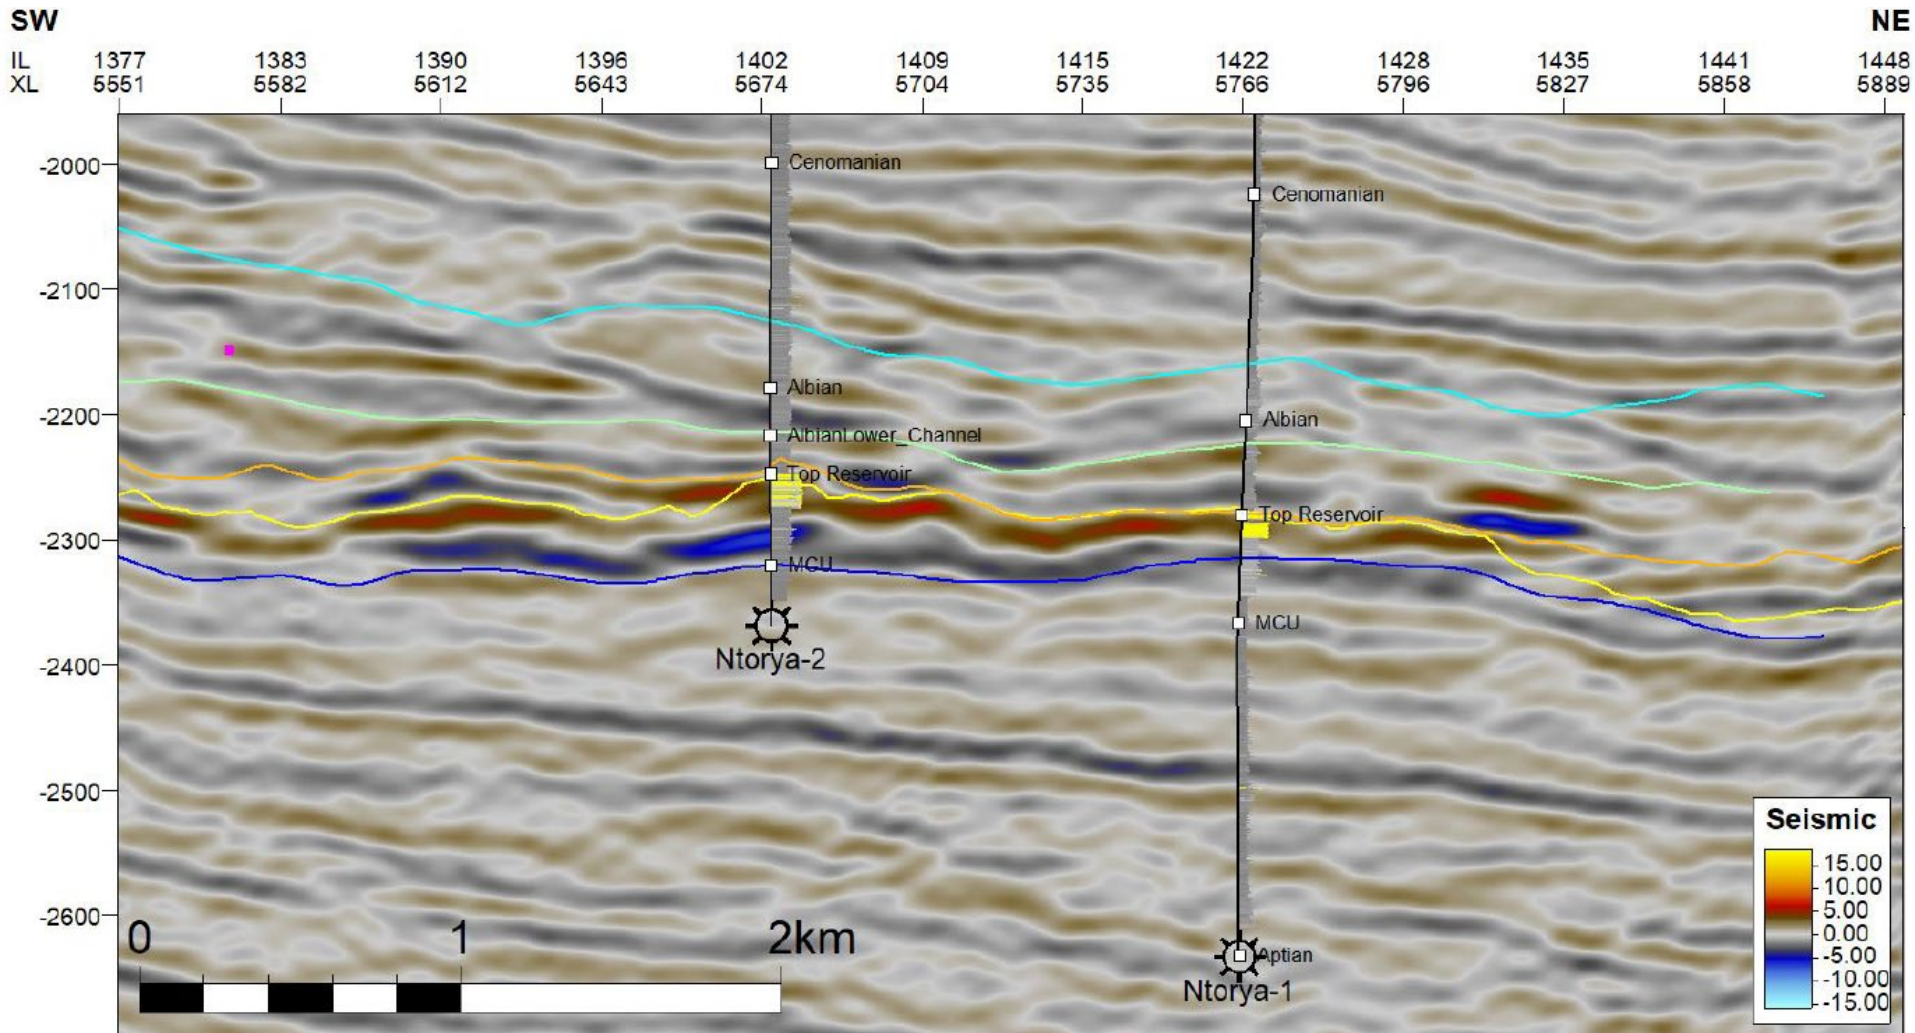 SW NE
IL 1377 1383 1390 1396 1402 1409 1415 1422 1428 1435 1441 1448
XL 5551 5582 5612 5643 5674 5704 5735 5766 5796 5827 5858 5889
-2000
Cenomanian
Cenomanian
-2100
Albian
-2200
Albian
AlbianLower_Channel
Top Reservoir
Top Reservoir
-2300
MCU
MCU
Ntorya-2
-2400
-2500
Seismic
15.00
10.00
5.00
0.00
-5.00
-10.00
-15.00
-2600
0 1 2km
Aptian
Ntorya-1